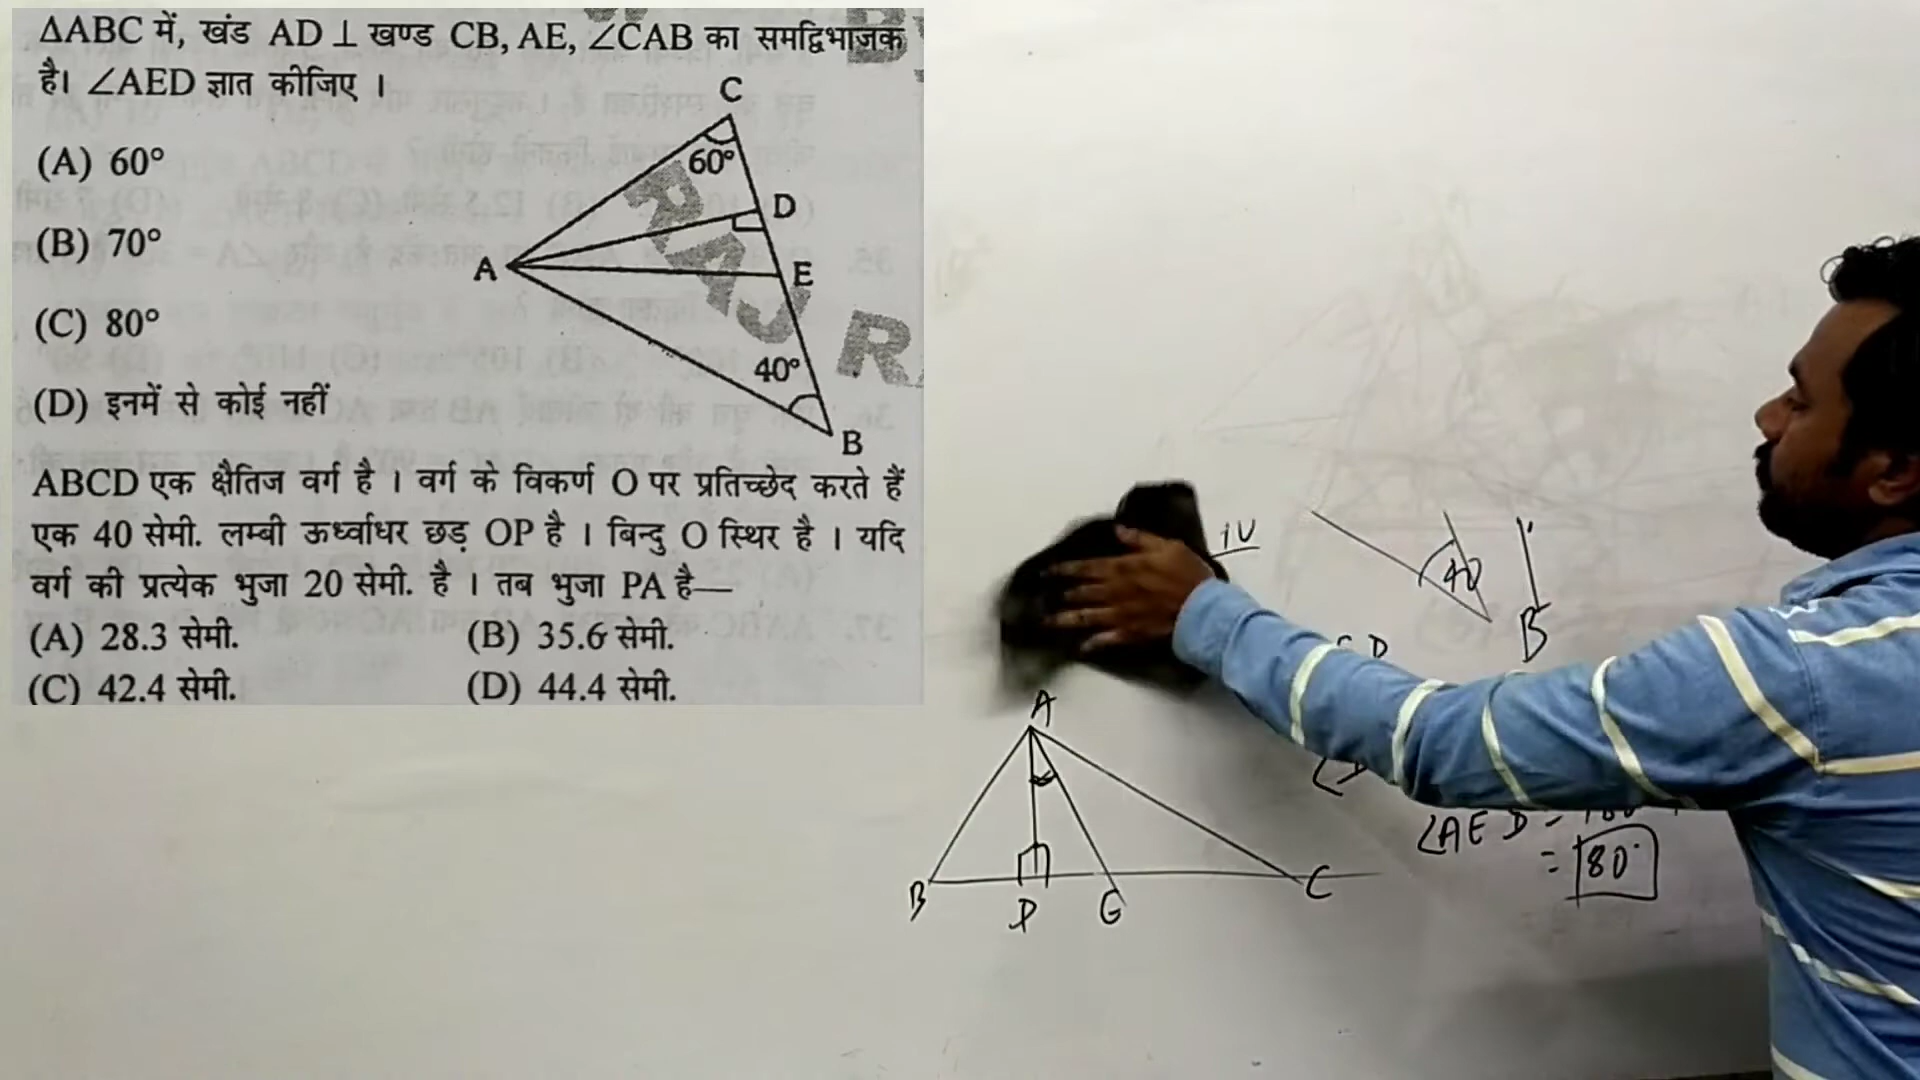 ΔABC में, खंड AD ⊥ खण्ड CB, AE, ∠CAB का समद्विभाजक
है। ∠AED ज्ञात कीजिए ।
(A) 60°
(B) 70°
(C) 80°
(D) इनमें से कोई नहीं
C
60°
D
A
E
40°
B
RAJ R
ABCD एक क्षैतिज वर्ग है । वर्ग के विकर्ण O पर प्रतिच्छेद करते हैं
एक 40 सेमी. लम्बी ऊर्ध्वाधर छड़ OP है । बिन्दु O स्थिर है । यदि
वर्ग की प्रत्येक भुजा 20 सेमी. है । तब भुजा PA है—
(A) 28.3 सेमी. (B) 35.6 सेमी.
(C) 42.4 सेमी. (D) 44.4 सेमी.
40
B
A
B D E C
∠AED =
= 80°